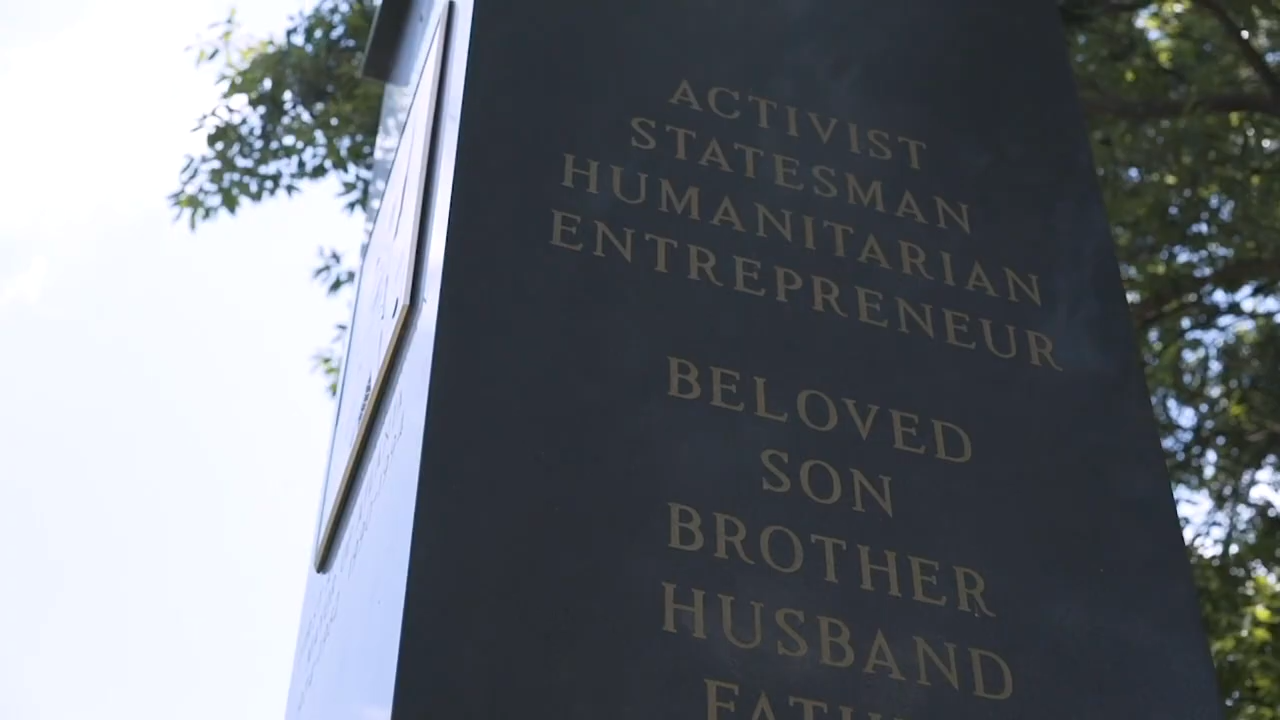 ACTIVIST
STATESMAN
HUMANITARIAN
ENTREPRENEUR
BELOVED
SON
BROTHER
HUSBAND